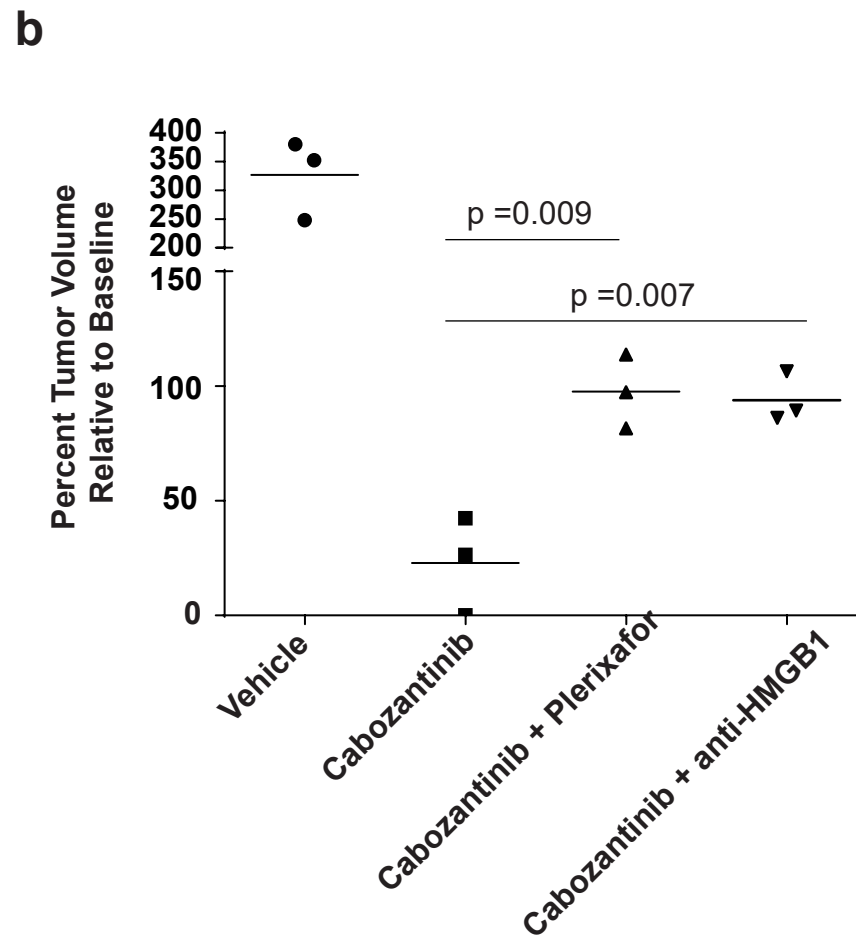 b
Percent Tumor Volume
Relative to Baseline
400
350
300
250
200
150
100
50
0
p =0.009
p =0.007
Vehicle
Cabozantinib
Cabozantinib + Plerixafor
Cabozantinib + anti-HMGB1